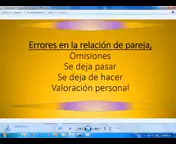 Errores en la relación de pareja,
Omisiones
Se deja pasar
Se deja de hacer
Valoración personal